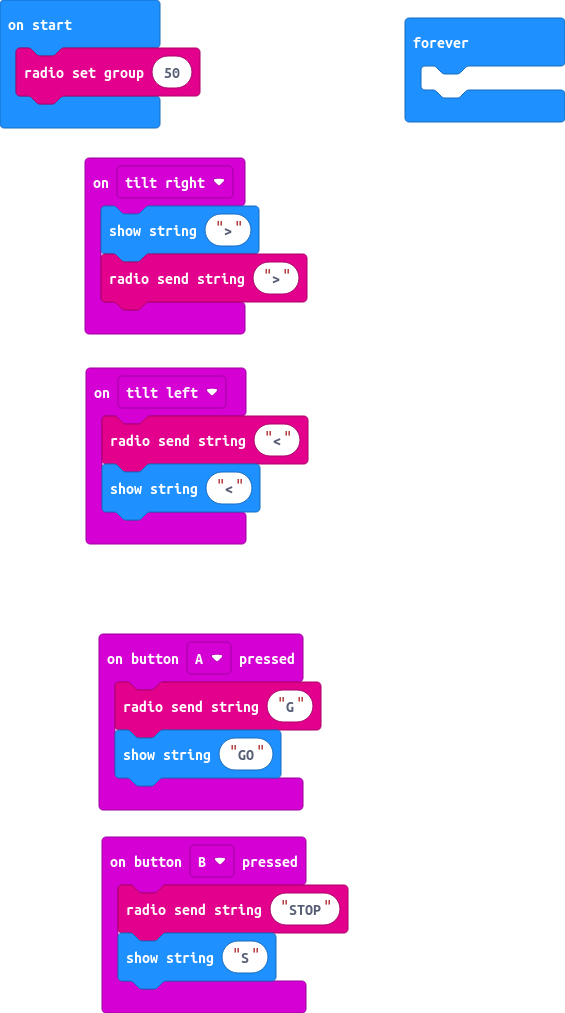 on start
radio set group 50
forever
on tilt right
show string ">"
radio send string ">"
on tilt left
radio send string "<"
show string "<"
on button A pressed
radio send string "G"
show string "GO"
on button B pressed
radio send string "STOP"
show string "S"